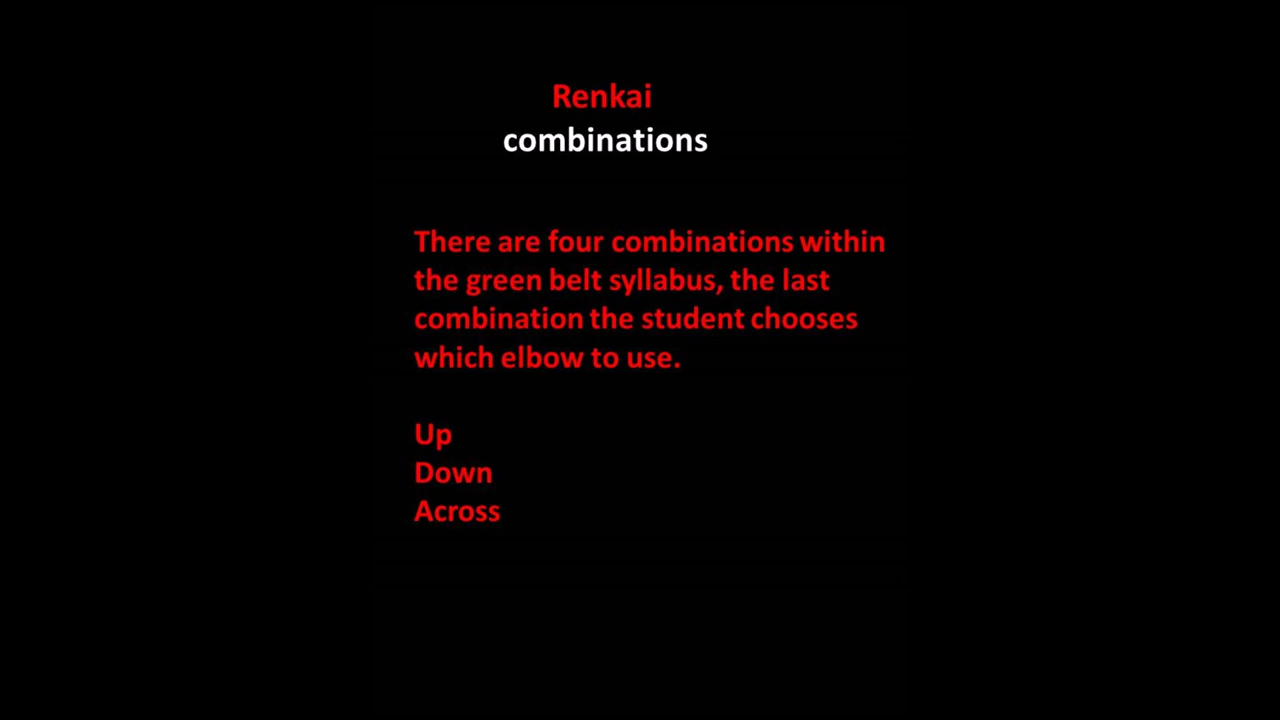 Renkai
combinations
There are four combinations within
the green belt syllabus, the last
combination the student chooses
which elbow to use.
Up
Down
Across